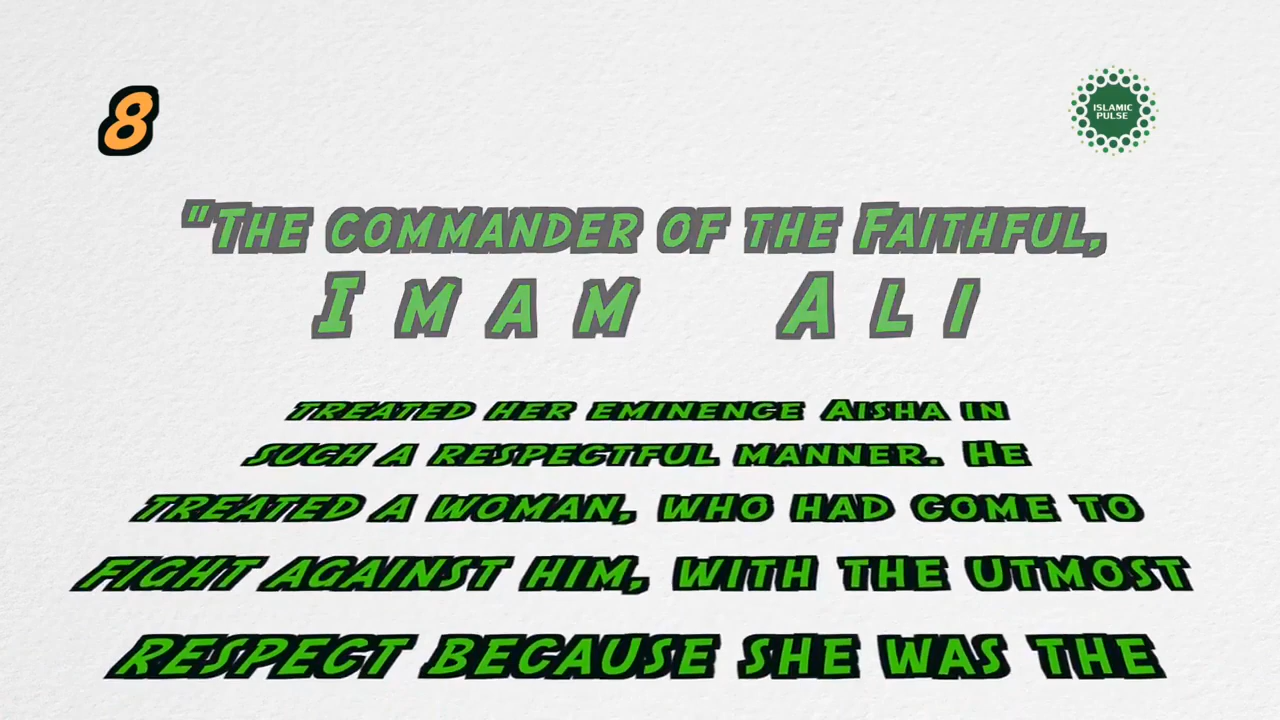 8
ISLAMIC
PULSE
"The commander of the Faithful,
Imam Ali
treated her eminence Aisha in
such a respectful manner. He
treated a woman, who had come to
fight against him, with the utmost
respect because she was the